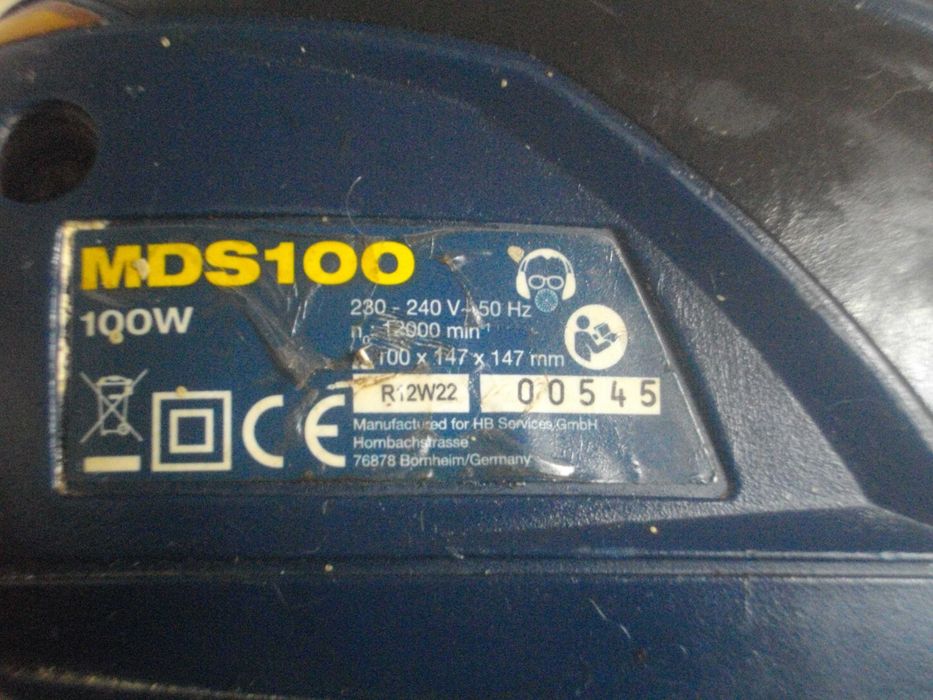 MDS100
100W
230 - 240 V~ 50 Hz
n₀: 12000 min⁻¹
100 x 147 x 147 mm
R12W22
00545
CE
Manufactured for HB Services GmbH
Hornbachstrasse
76878 Bornheim/Germany